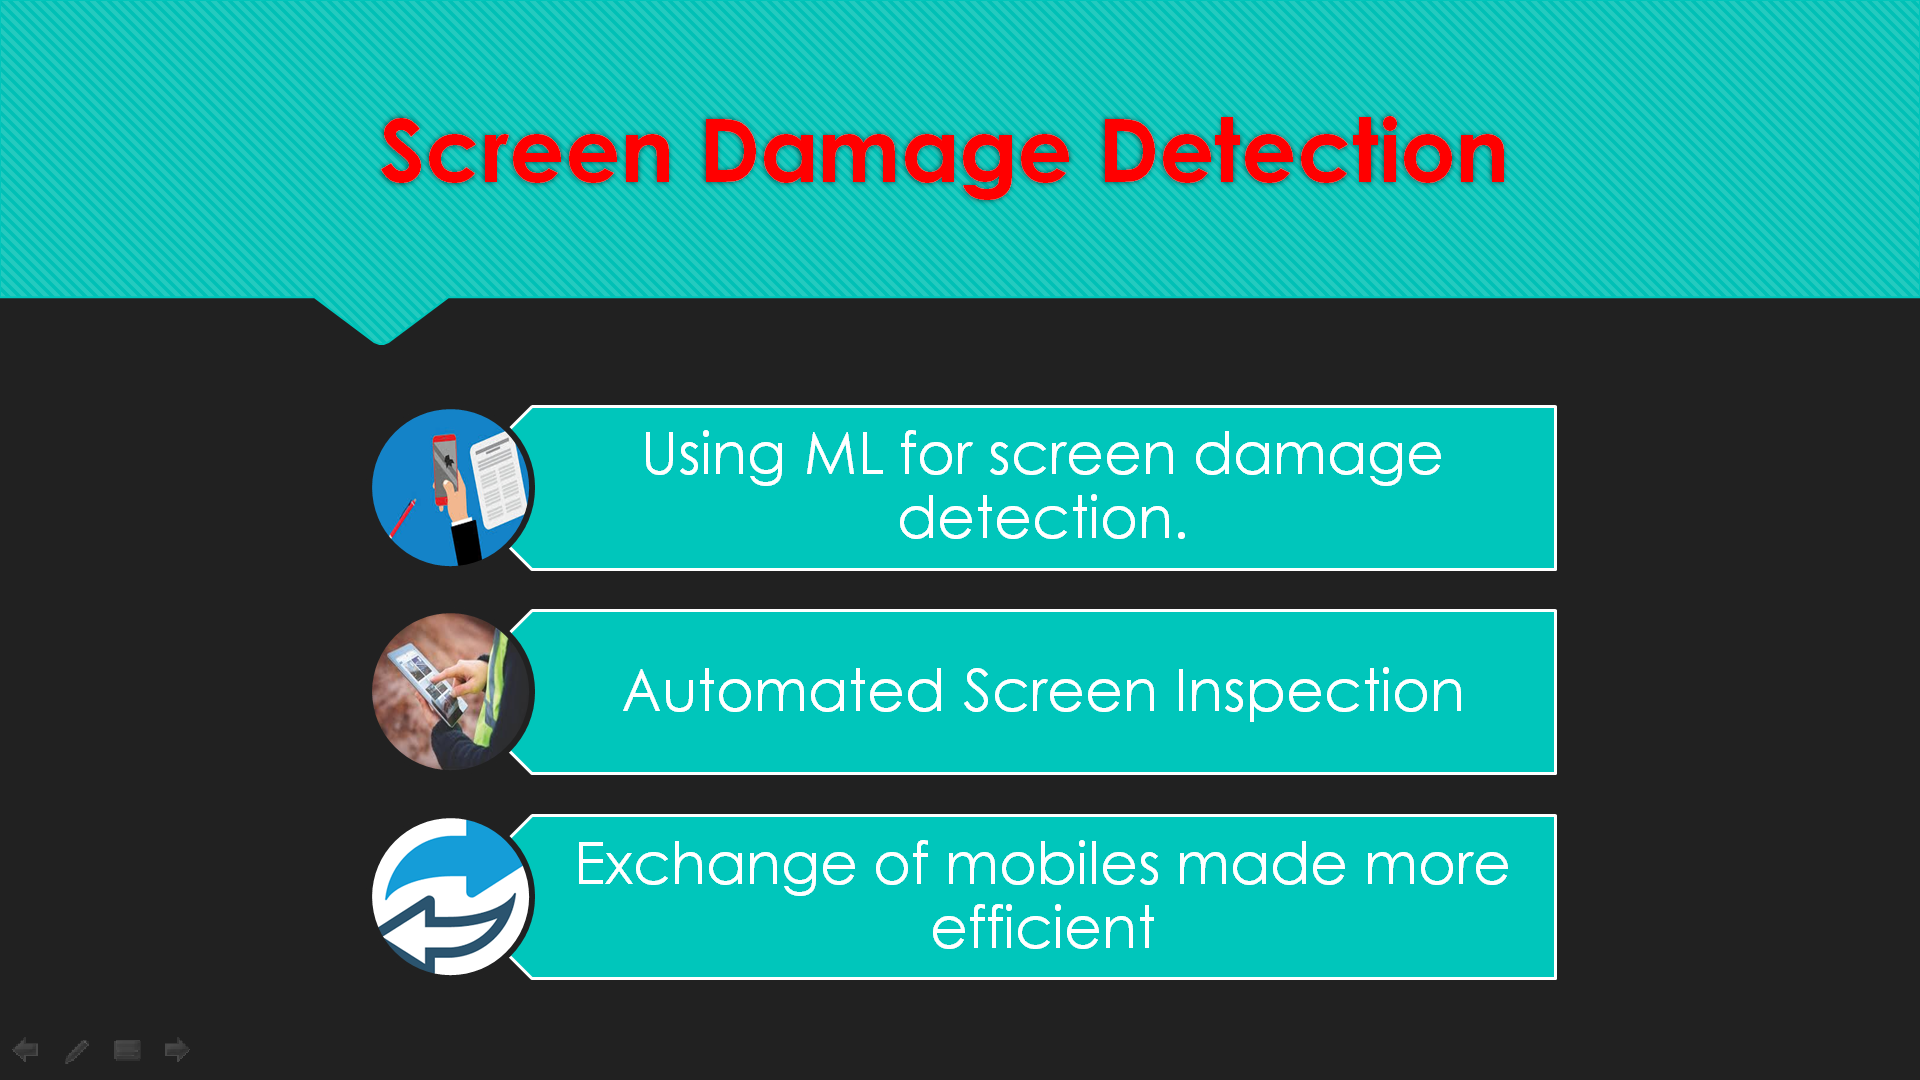 Screen Damage Detection
Using ML for screen damage
detection.
Automated Screen Inspection
Exchange of mobiles made more
efficient